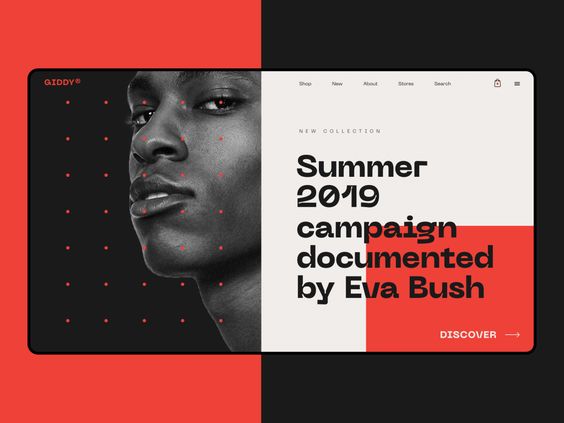 GIDDY®
Shop New About Stores Search
NEW COLLECTION
Summer
2019
campaign
documented
by Eva Bush
DISCOVER →